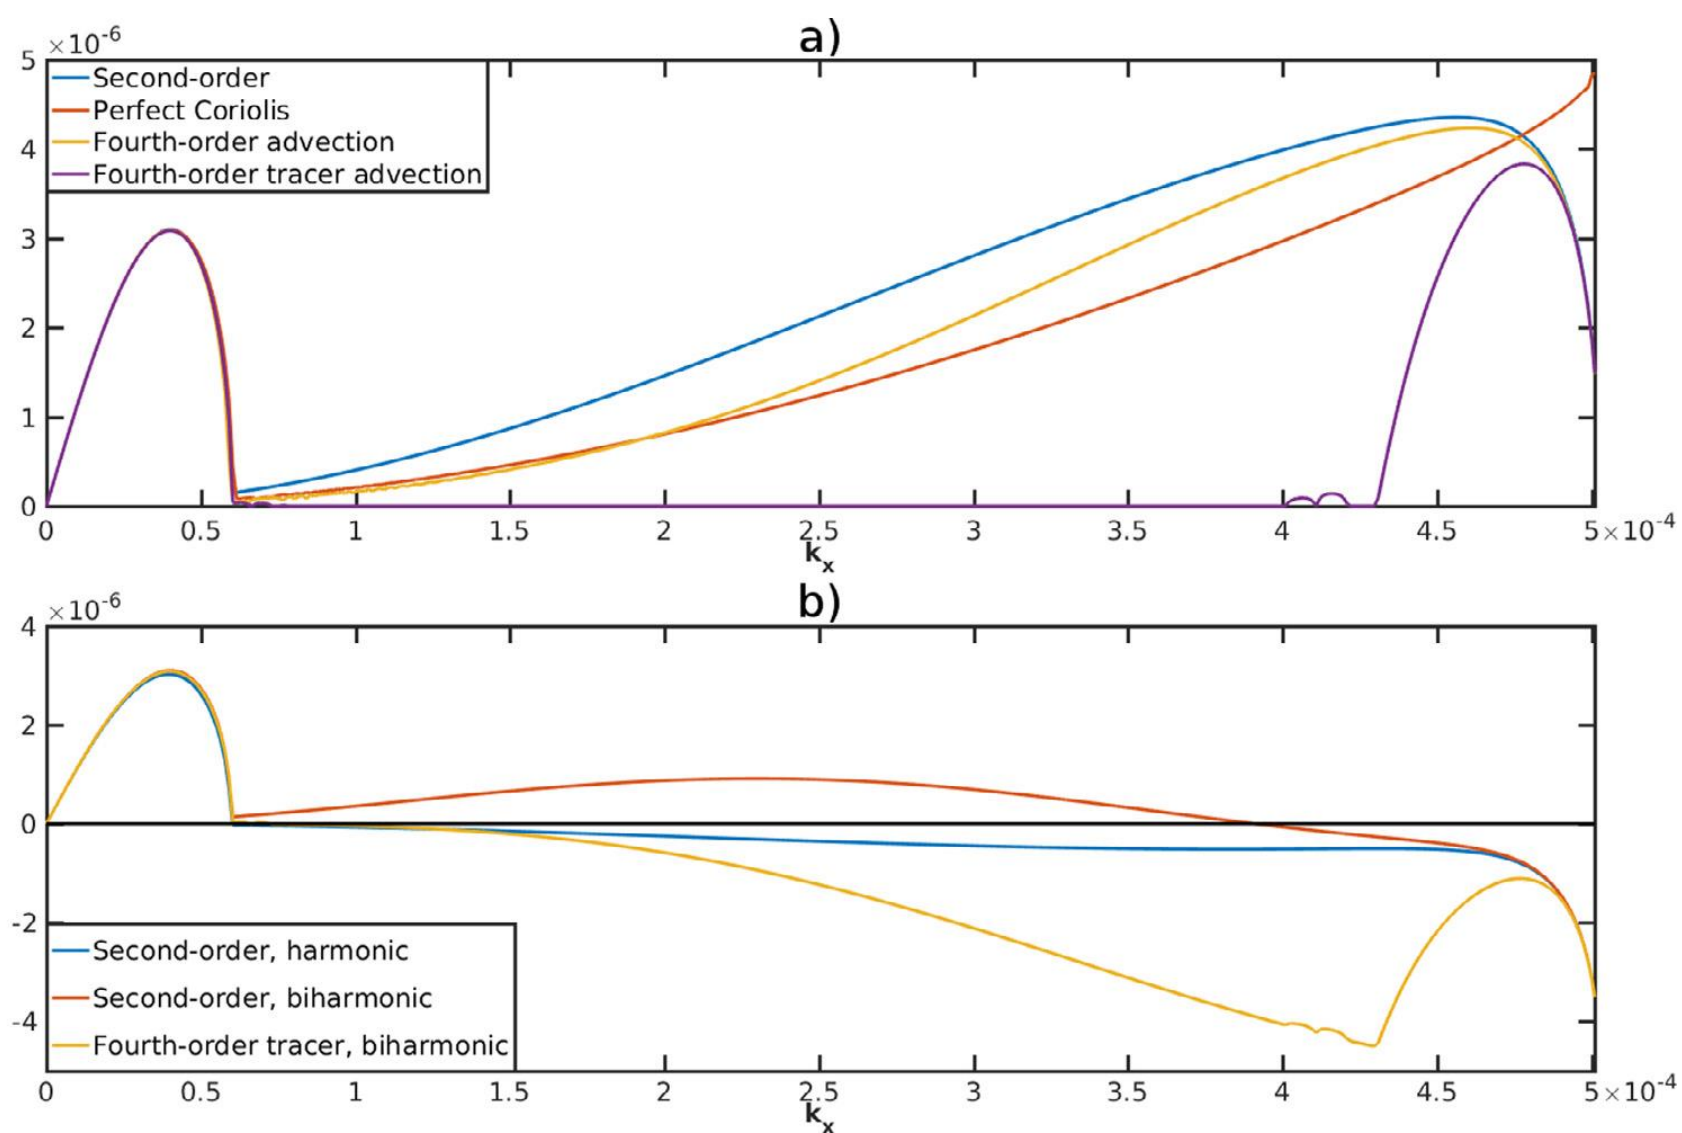 a)
×10-6
5
4
3
2
1
0
Second-order
Perfect Coriolis
Fourth-order advection
Fourth-order tracer advection
0 0.5 1 1.5 2 2.5 3 3.5 4 4.5 5×10-4
kx
b)
×10-6
4
2
0
-2
-4
Second-order, harmonic
Second-order, biharmonic
Fourth-order tracer, biharmonic
0 0.5 1 1.5 2 2.5 3 3.5 4 4.5 5×10-4
kx